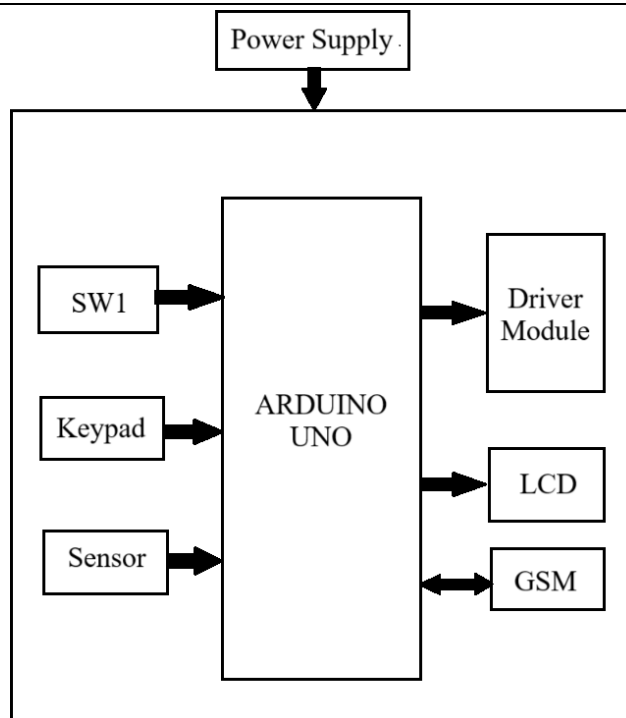 Power Supply
SW1
Keypad
Sensor
ARDUINO
UNO
Driver
Module
LCD
GSM